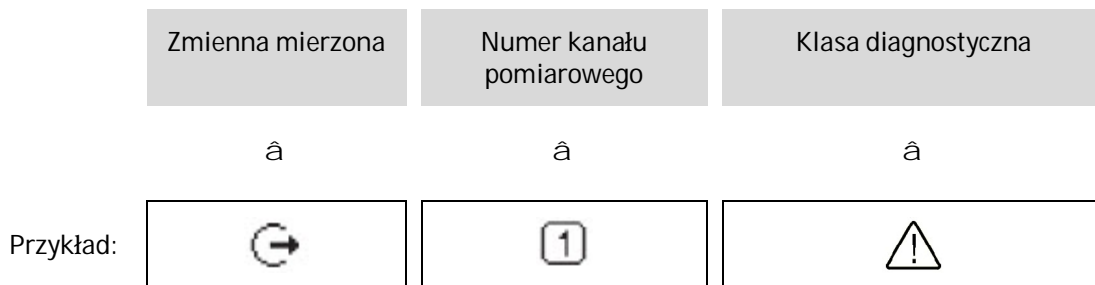 Zmienna mierzona
Numer kanału
pomiarowego
Klasa diagnostyczna
â â â
Przykład: 1 !